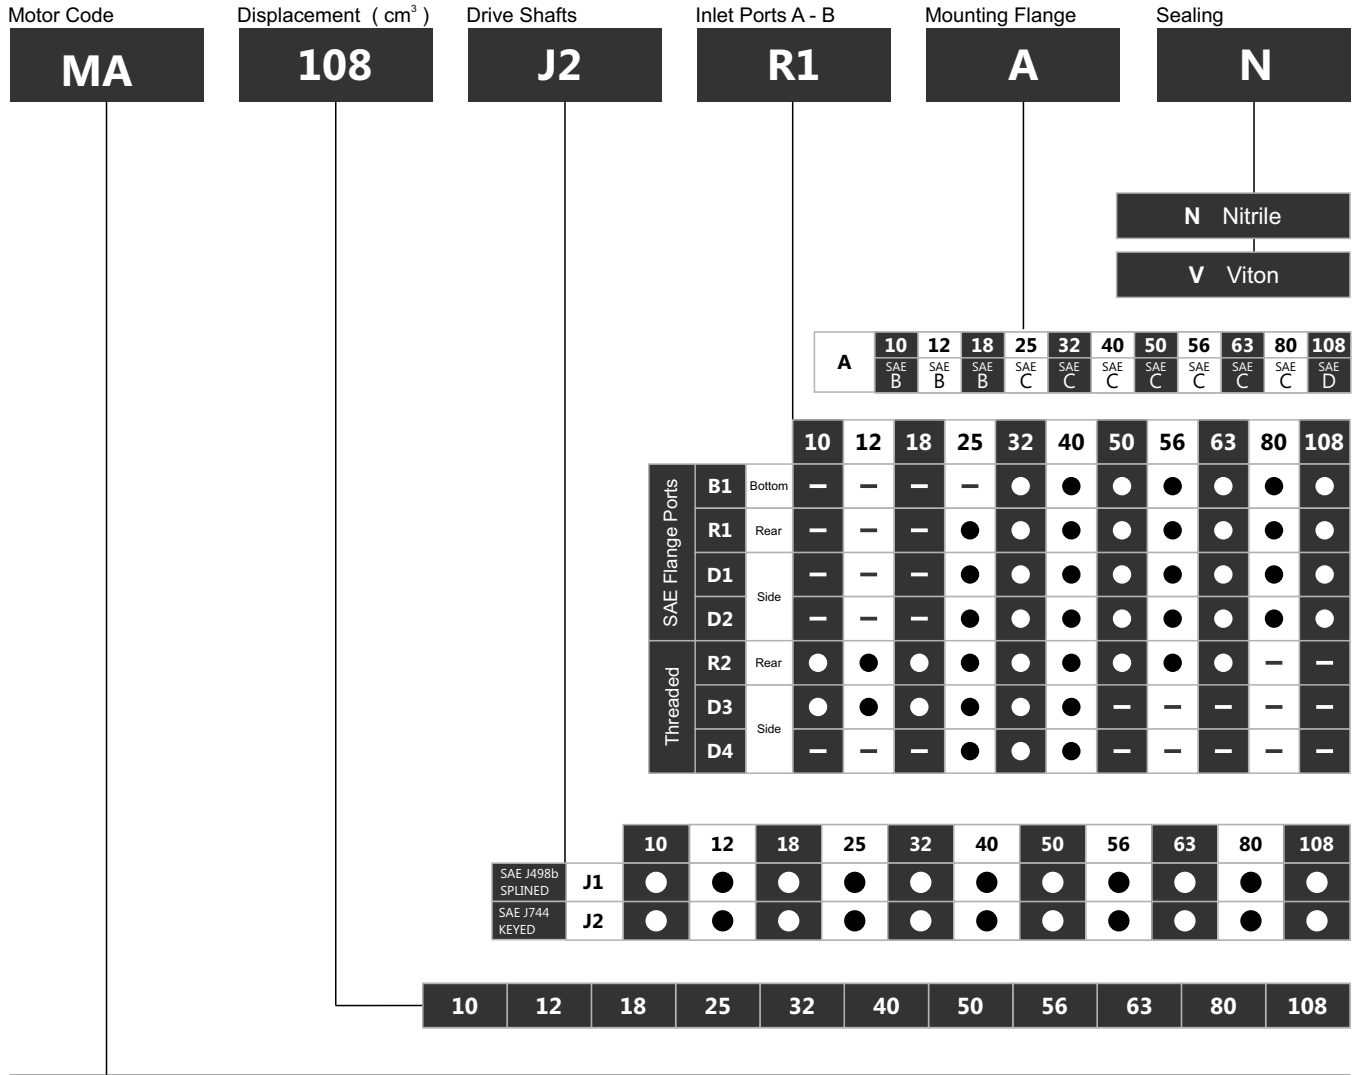 Motor Code Displacement ( cm³ ) Drive Shafts Inlet Ports A - B Mounting Flange Sealing
MA 108 J2 R1 A N
N Nitrile
V Viton
A 10 12 18 25 32 40 50 56 63 80 108
SAE B SAE B SAE B SAE C SAE C SAE C SAE C SAE C SAE C SAE C SAE D
10 12 18 25 32 40 50 56 63 80 108
SAE Flange Ports
B1 Bottom – – – – ○ ● ○ ● ○ ● ○
R1 Rear – – – ● ○ ● ○ ● ○ ● ○
D1 – – – ● ○ ● ○ ● ○ ● ○
Side
D2 – – – ● ○ ● ○ ● ○ ● ○
Threaded
R2 Rear ○ ● ○ ● ○ ● ○ ● ○ – –
D3 ○ ● ○ ● ○ ● – – – – –
Side
D4 – – – ● ○ ● – – – – –
10 12 18 25 32 40 50 56 63 80 108
SAE J498b
SPLINED
J1 ○ ● ○ ● ○ ● ○ ● ○ ● ○
SAE J744
KEYED
J2 ○ ● ○ ● ○ ● ○ ● ○ ● ○
10 12 18 25 32 40 50 56 63 80 108